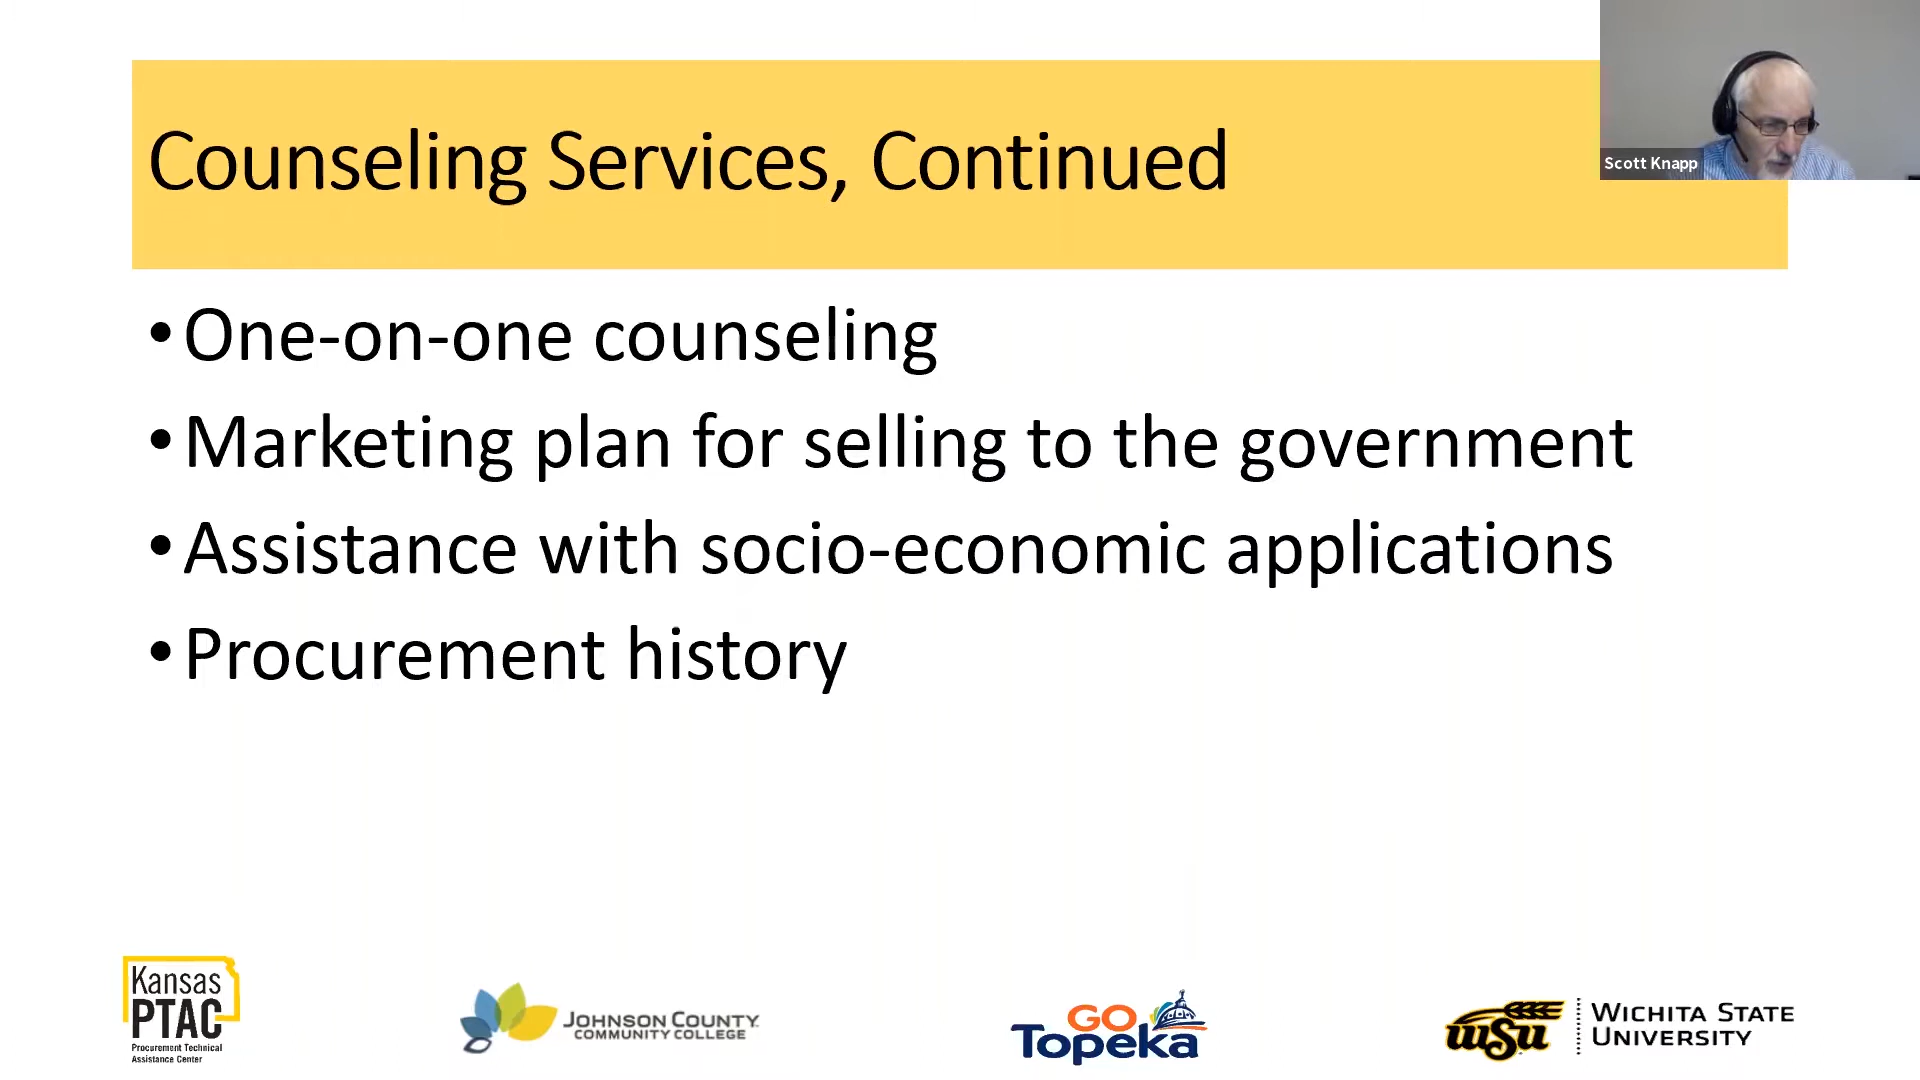 Counseling Services, Continued
Scott Knapp
•One-on-one counseling
•Marketing plan for selling to the government
•Assistance with socio-economic applications
•Procurement history
Kansas
PTAC
Procurement Technical
Assistance Center
JOHNSON COUNTY
COMMUNITY COLLEGE
GO
Topeka
WSU
WICHITA STATE
UNIVERSITY